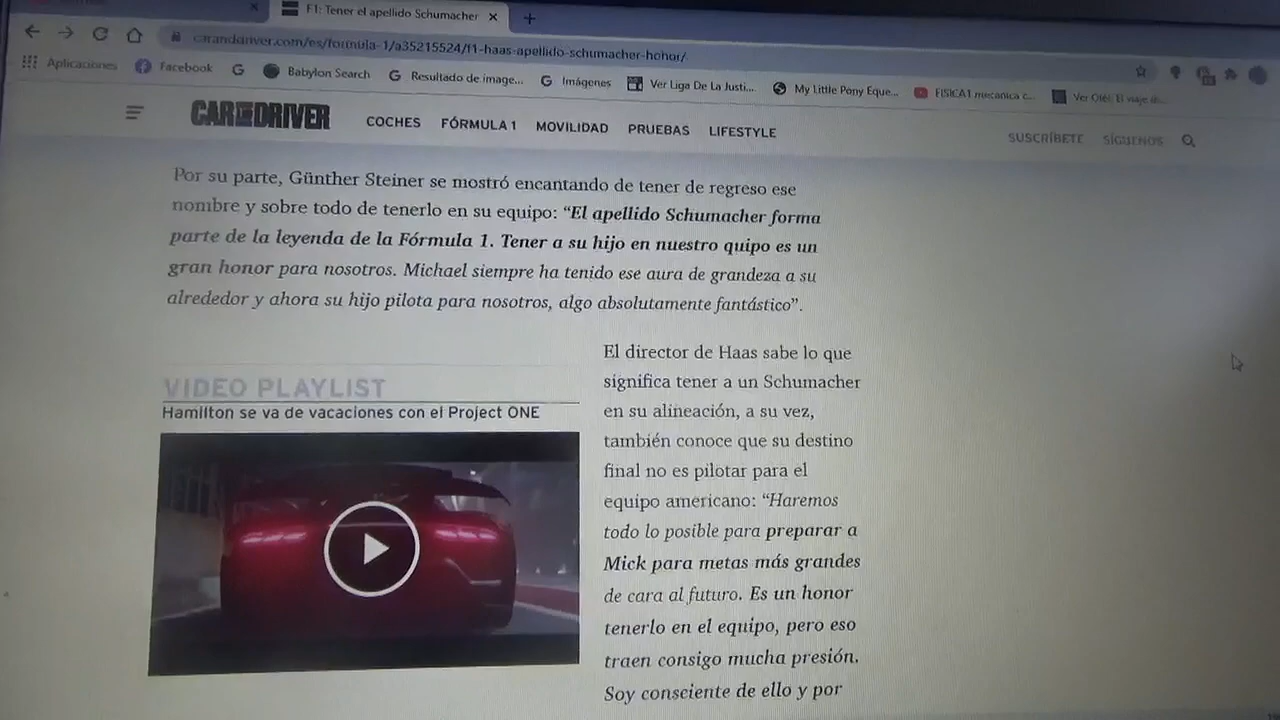 F1: Tener el apellido Schumacher
caranddriver.com/es/formula-1/a35215524/f1-haas-apellido-schumacher-honor/
Aplicaciones
Facebook
Babylon Search
Resultado de image...
Imágenes
Ver Liga De La Justi...
My Little Pony Eque...
FISICA1 mecanica c...
CAR AND DRIVER
COCHES
FÓRMULA 1
MOVILIDAD
PRUEBAS
LIFESTYLE
SUSCRÍBETE
SÍGUENOS
Por su parte, Günther Steiner se mostró encantando de tener de regreso ese
nombre y sobre todo de tenerlo en su equipo: “El apellido Schumacher forma
parte de la leyenda de la Fórmula 1. Tener a su hijo en nuestro quipo es un
gran honor para nosotros. Michael siempre ha tenido ese aura de grandeza a su
alrededor y ahora su hijo pilota para nosotros, algo absolutamente fantástico”.
VIDEO PLAYLIST
Hamilton se va de vacaciones con el Project ONE
El director de Haas sabe lo que
significa tener a un Schumacher
en su alineación, a su vez,
también conoce que su destino
final no es pilotar para el
equipo americano: “Haremos
todo lo posible para preparar a
Mick para metas más grandes
de cara al futuro. Es un honor
tenerlo en el equipo, pero eso
traen consigo mucha presión.
Soy consciente de ello y por